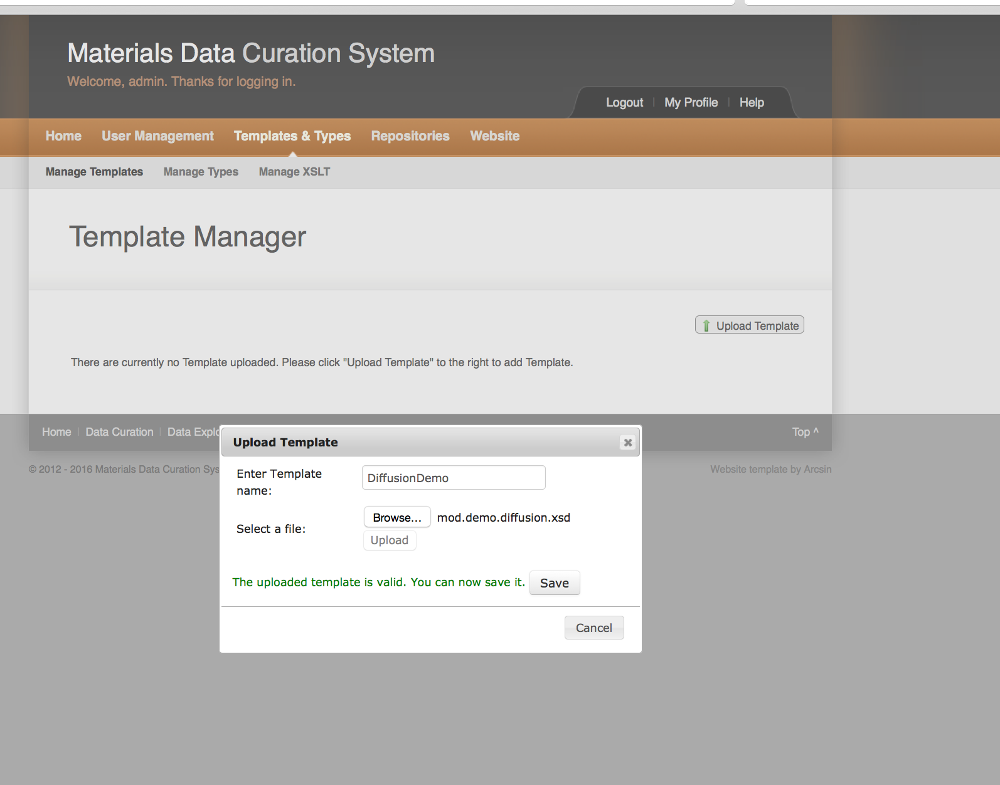 Materials Data Curation System
Welcome, admin. Thanks for logging in.
Logout | My Profile | Help
Home User Management Templates & Types Repositories Website
Manage Templates Manage Types Manage XSLT
Template Manager
Upload Template
There are currently no Template uploaded. Please click "Upload Template" to the right to add Template.
Home | Data Curation | Data Explo
Top ^
© 2012 - 2016 Materials Data Curation Sys
Website template by Arcsin
Upload Template
Enter Template
name:
DiffusionDemo
Select a file:
Browse... mod.demo.diffusion.xsd
Upload
The uploaded template is valid. You can now save it. Save
Cancel